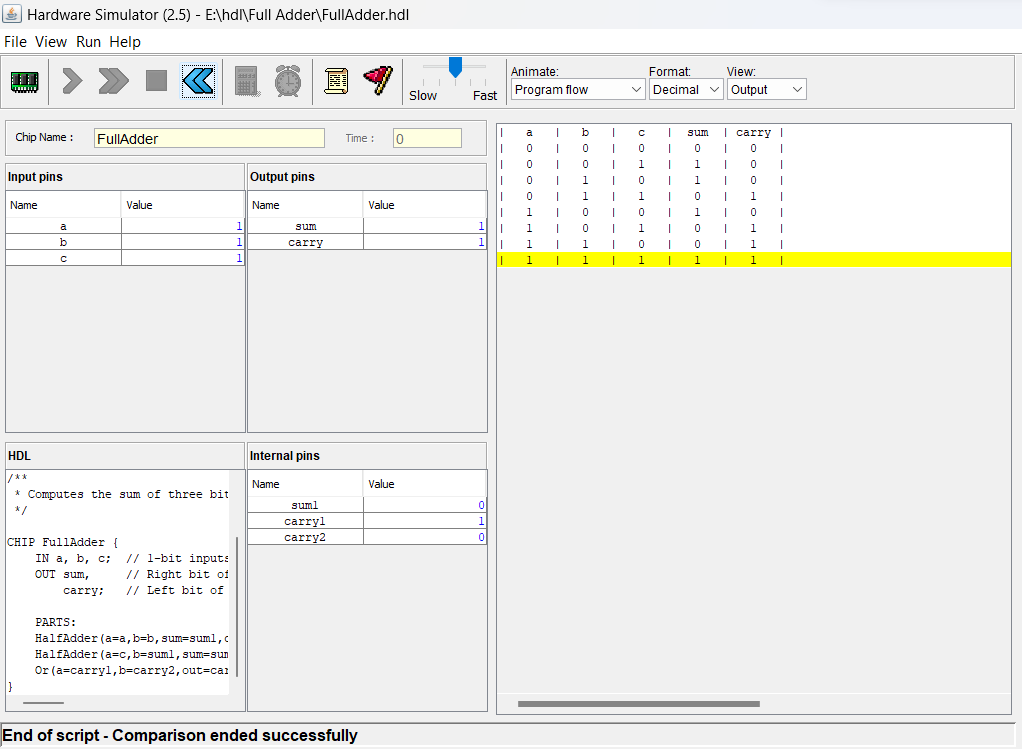 Hardware Simulator (2.5) - E:\hdl\Full Adder\FullAdder.hdl
File View Run Help
Slow Fast
Animate: Format: View:
Program flow Decimal Output
Chip Name : FullAdder Time : 0
Input pins
Name Value
a 1
b 1
c 1
Output pins
Name Value
sum 1
carry 1
HDL
/**
 * Computes the sum of three bit
 */
CHIP FullAdder {
    IN a, b, c;  // 1-bit inputs
    OUT sum,     // Right bit of
        carry;   // Left bit of
    PARTS:
    HalfAdder(a=a,b=b,sum=sum1,c
    HalfAdder(a=c,b=sum1,sum=sum
    Or(a=carry1,b=carry2,out=car
}
Internal pins
Name Value
sum1 0
carry1 1
carry2 0
| a | b | c | sum | carry |
| 0 | 0 | 0 | 0 | 0 |
| 0 | 0 | 1 | 1 | 0 |
| 0 | 1 | 0 | 1 | 0 |
| 0 | 1 | 1 | 0 | 1 |
| 1 | 0 | 0 | 1 | 0 |
| 1 | 0 | 1 | 0 | 1 |
| 1 | 1 | 0 | 0 | 1 |
| 1 | 1 | 1 | 1 | 1 |
End of script - Comparison ended successfully